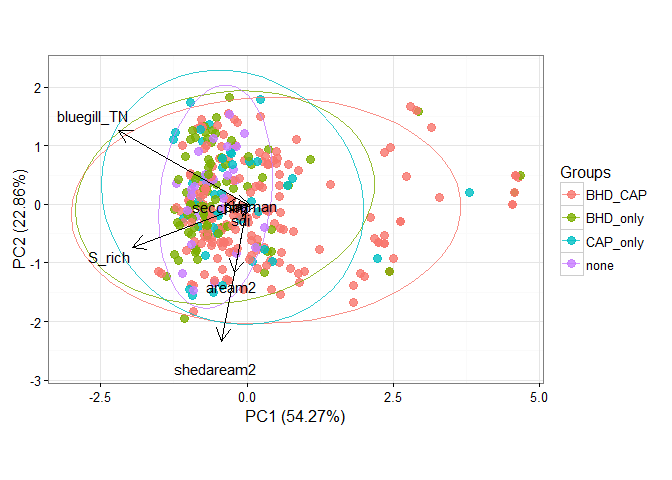 2
1
0
-1
-2
-3
PC2 (22.86%)
bluegill_TN
sdi
S_rich
aream2
shedaream2
-2.5 0.0 2.5 5.0
PC1 (54.27%)
Groups
BHD_CAP
BHD_only
CAP_only
none